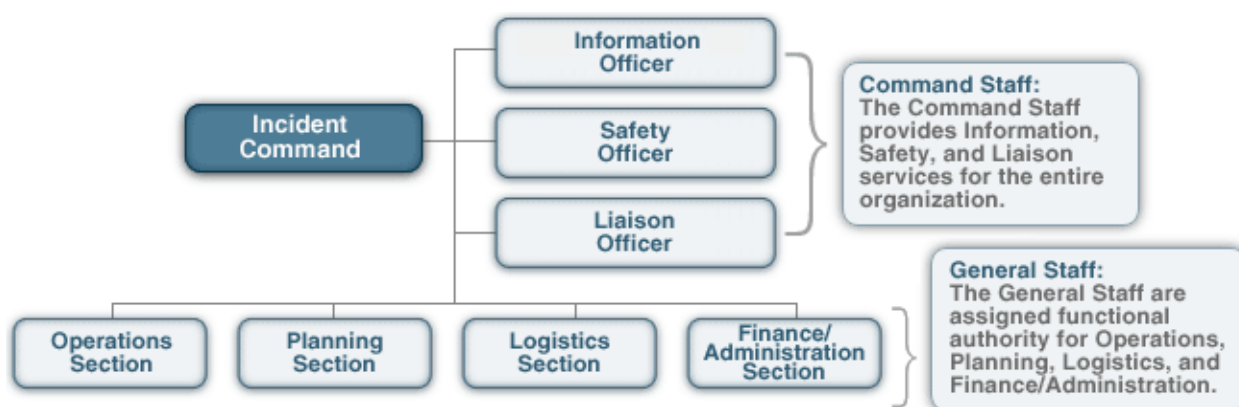 Information
Officer
Incident
Command
Safety
Officer
Liaison
Officer
Command Staff:
The Command Staff
provides Information,
Safety, and Liaison
services for the entire
organization.
Operations
Section
Planning
Section
Logistics
Section
Finance/
Administration
Section
General Staff:
The General Staff are
assigned functional
authority for Operations,
Planning, Logistics, and
Finance/Administration.